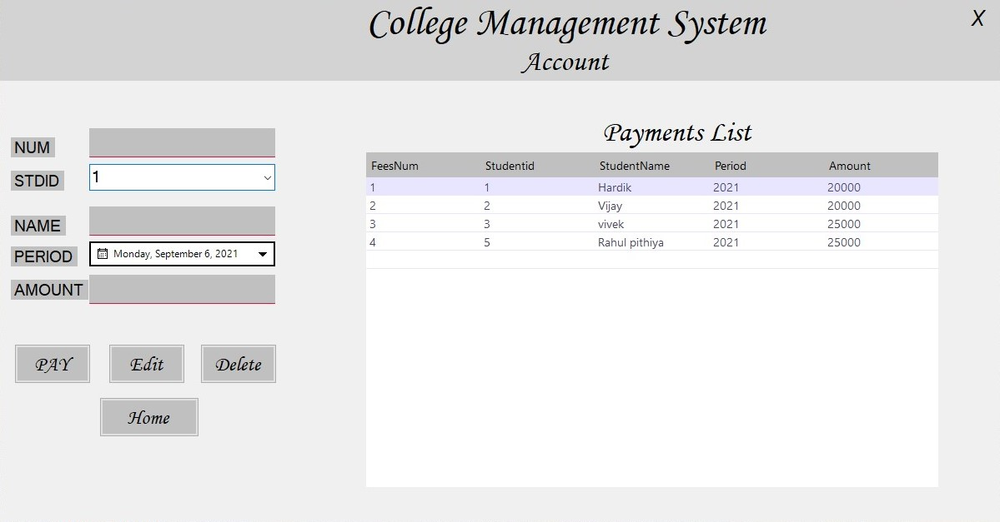 College Management System
X
Account
NUM
STDID 1
NAME
PERIOD Monday, September 6, 2021
AMOUNT
PAY Edit Delete
Home
Payments List
FeesNum Studentid StudentName Period Amount
1 1 Hardik 2021 20000
2 2 Vijay 2021 20000
3 3 vivek 2021 25000
4 5 Rahul pithiya 2021 25000